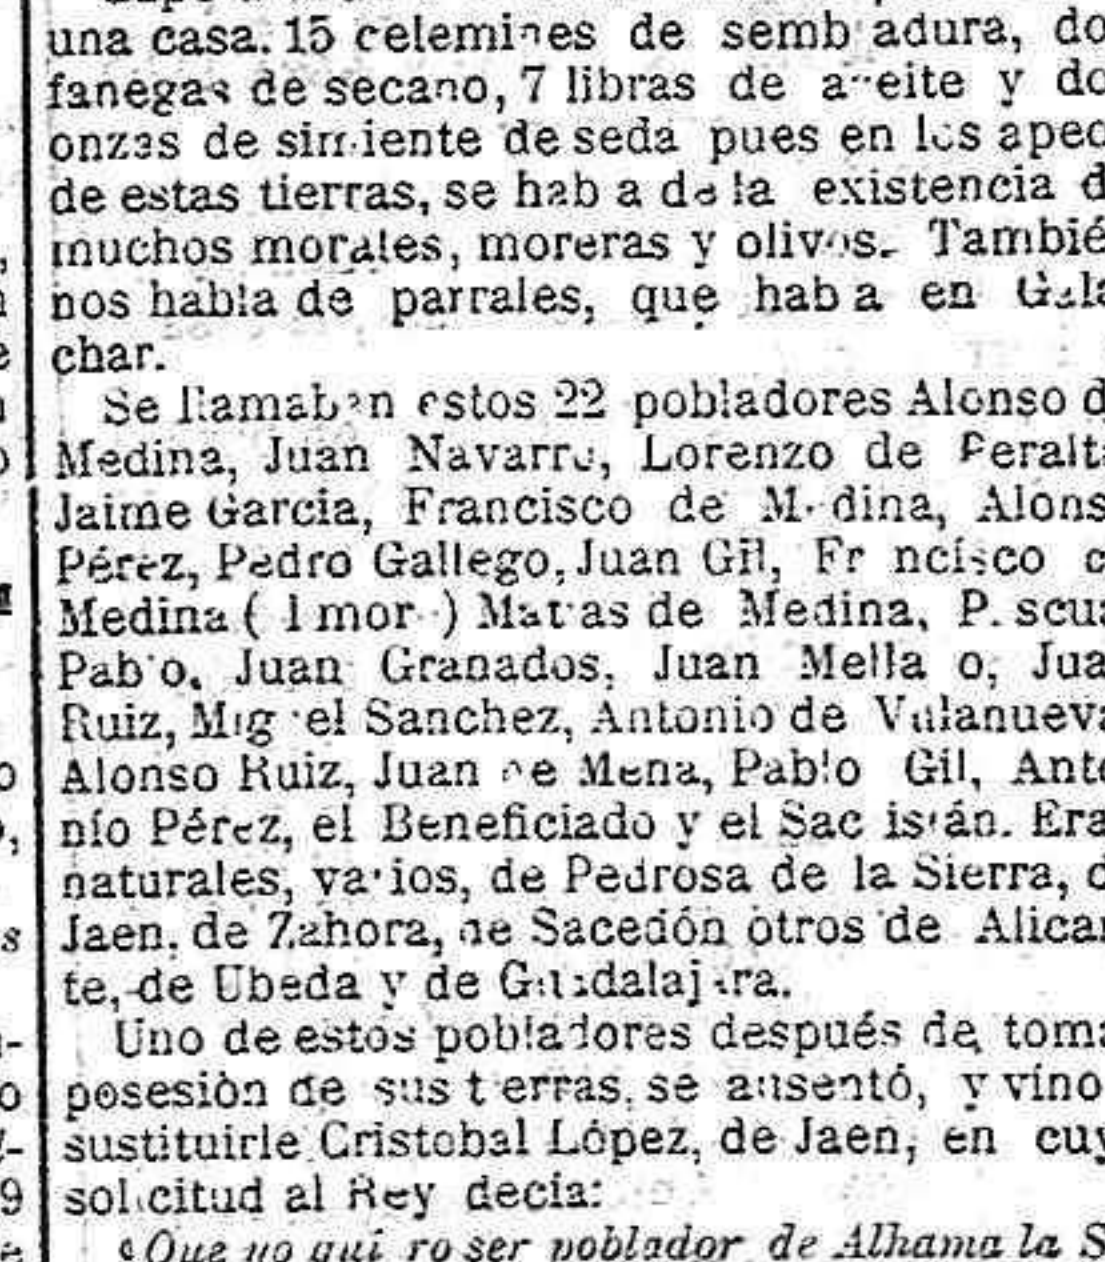 una casa. 15 celemines de sembradura, do
fanegas de secano, 7 libras de aceite y do
onzas de simiente de seda pues en los apeo
de estas tierras, se habla de la existencia d
muchos morales, moreras y olivos. Tambié
nos habla de parrales, que había en Gala
char.
Se llamaban estos 22 pobladores Alonso d
Medina, Juan Navarro, Lorenzo de Peralta
Jaime Garcia, Francisco de Medina, Alons
Pérez, Pedro Gallego, Juan Gil, Francisco d
Medina ( ) Matias de Medina, Pascua
Pablo, Juan Granados, Juan Mellado, Jua
Ruiz, Miguel Sanchez, Antonio de Villanueva
Alonso Ruiz, Juan de Mena, Pablo Gil, Anto
nío Pérez, el Beneficiado y el Sacristán. Era
naturales, varios, de Pedrosa de la Sierra, d
Jaen, de Zahora, de Sacedón otros de Alican
te, de Ubeda y de Guadalajara.
Uno de estos pobladores después de toma
posesiòn de sus tierras, se ausentó, y víno
sustituirle Cristobal López, de Jaen, en cuy
solicitud al Rey decia:
«Que yo quiero ser poblador de Alhama la S